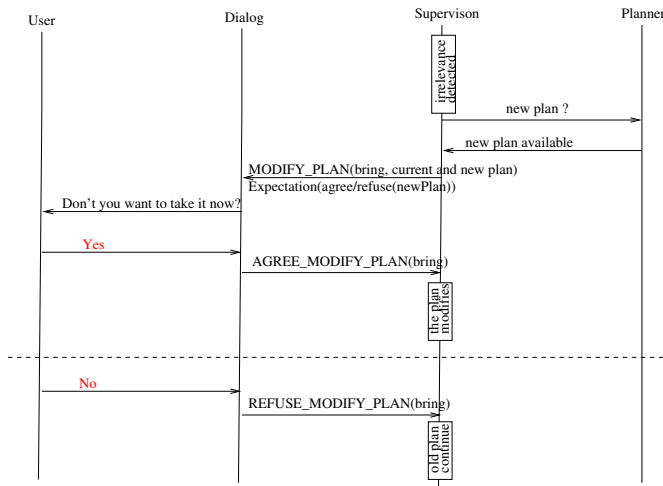 User
Dialog
Supervison
Planner
irrelevance
detected
new plan ?
new plan available
MODIFY_PLAN(bring, current and new plan)
Expectation(agree/refuse(newPlan))
Don't you want to take it now?
Yes
AGREE_MODIFY_PLAN(bring)
the plan
modifies
No
REFUSE_MODIFY_PLAN(bring)
old plan
continue